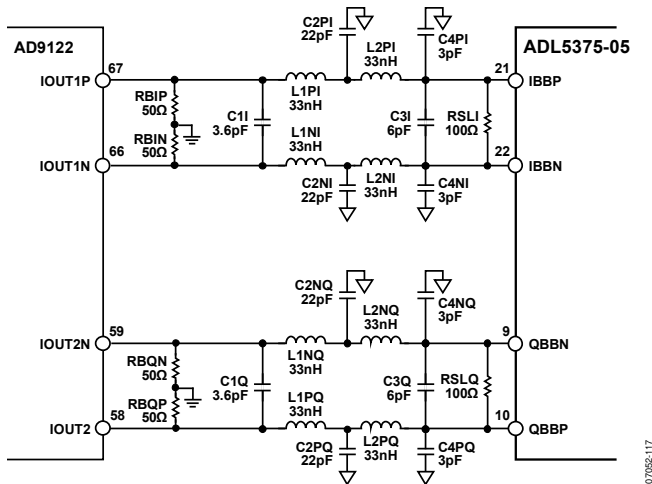 AD9122
ADL5375-05
C2PI
22pF
L2PI
33nH
C4PI
3pF
IOUT1P
67
21
IBBP
RBIP
50Ω
RBIN
50Ω
C1I
3.6pF
L1PI
33nH
L1NI
33nH
C3I
6pF
RSLI
100Ω
IOUT1N
66
22
IBBN
C2NI
22pF
L2NI
33nH
C4NI
3pF
C2NQ
22pF
L2NQ
33nH
C4NQ
3pF
IOUT2N
59
9
QBBN
RBQN
50Ω
RBQP
50Ω
C1Q
3.6pF
L1NQ
33nH
L1PQ
33nH
C3Q
6pF
RSLQ
100Ω
IOUT2
58
10
QBBP
C2PQ
22pF
L2PQ
33nH
C4PQ
3pF
07052-117